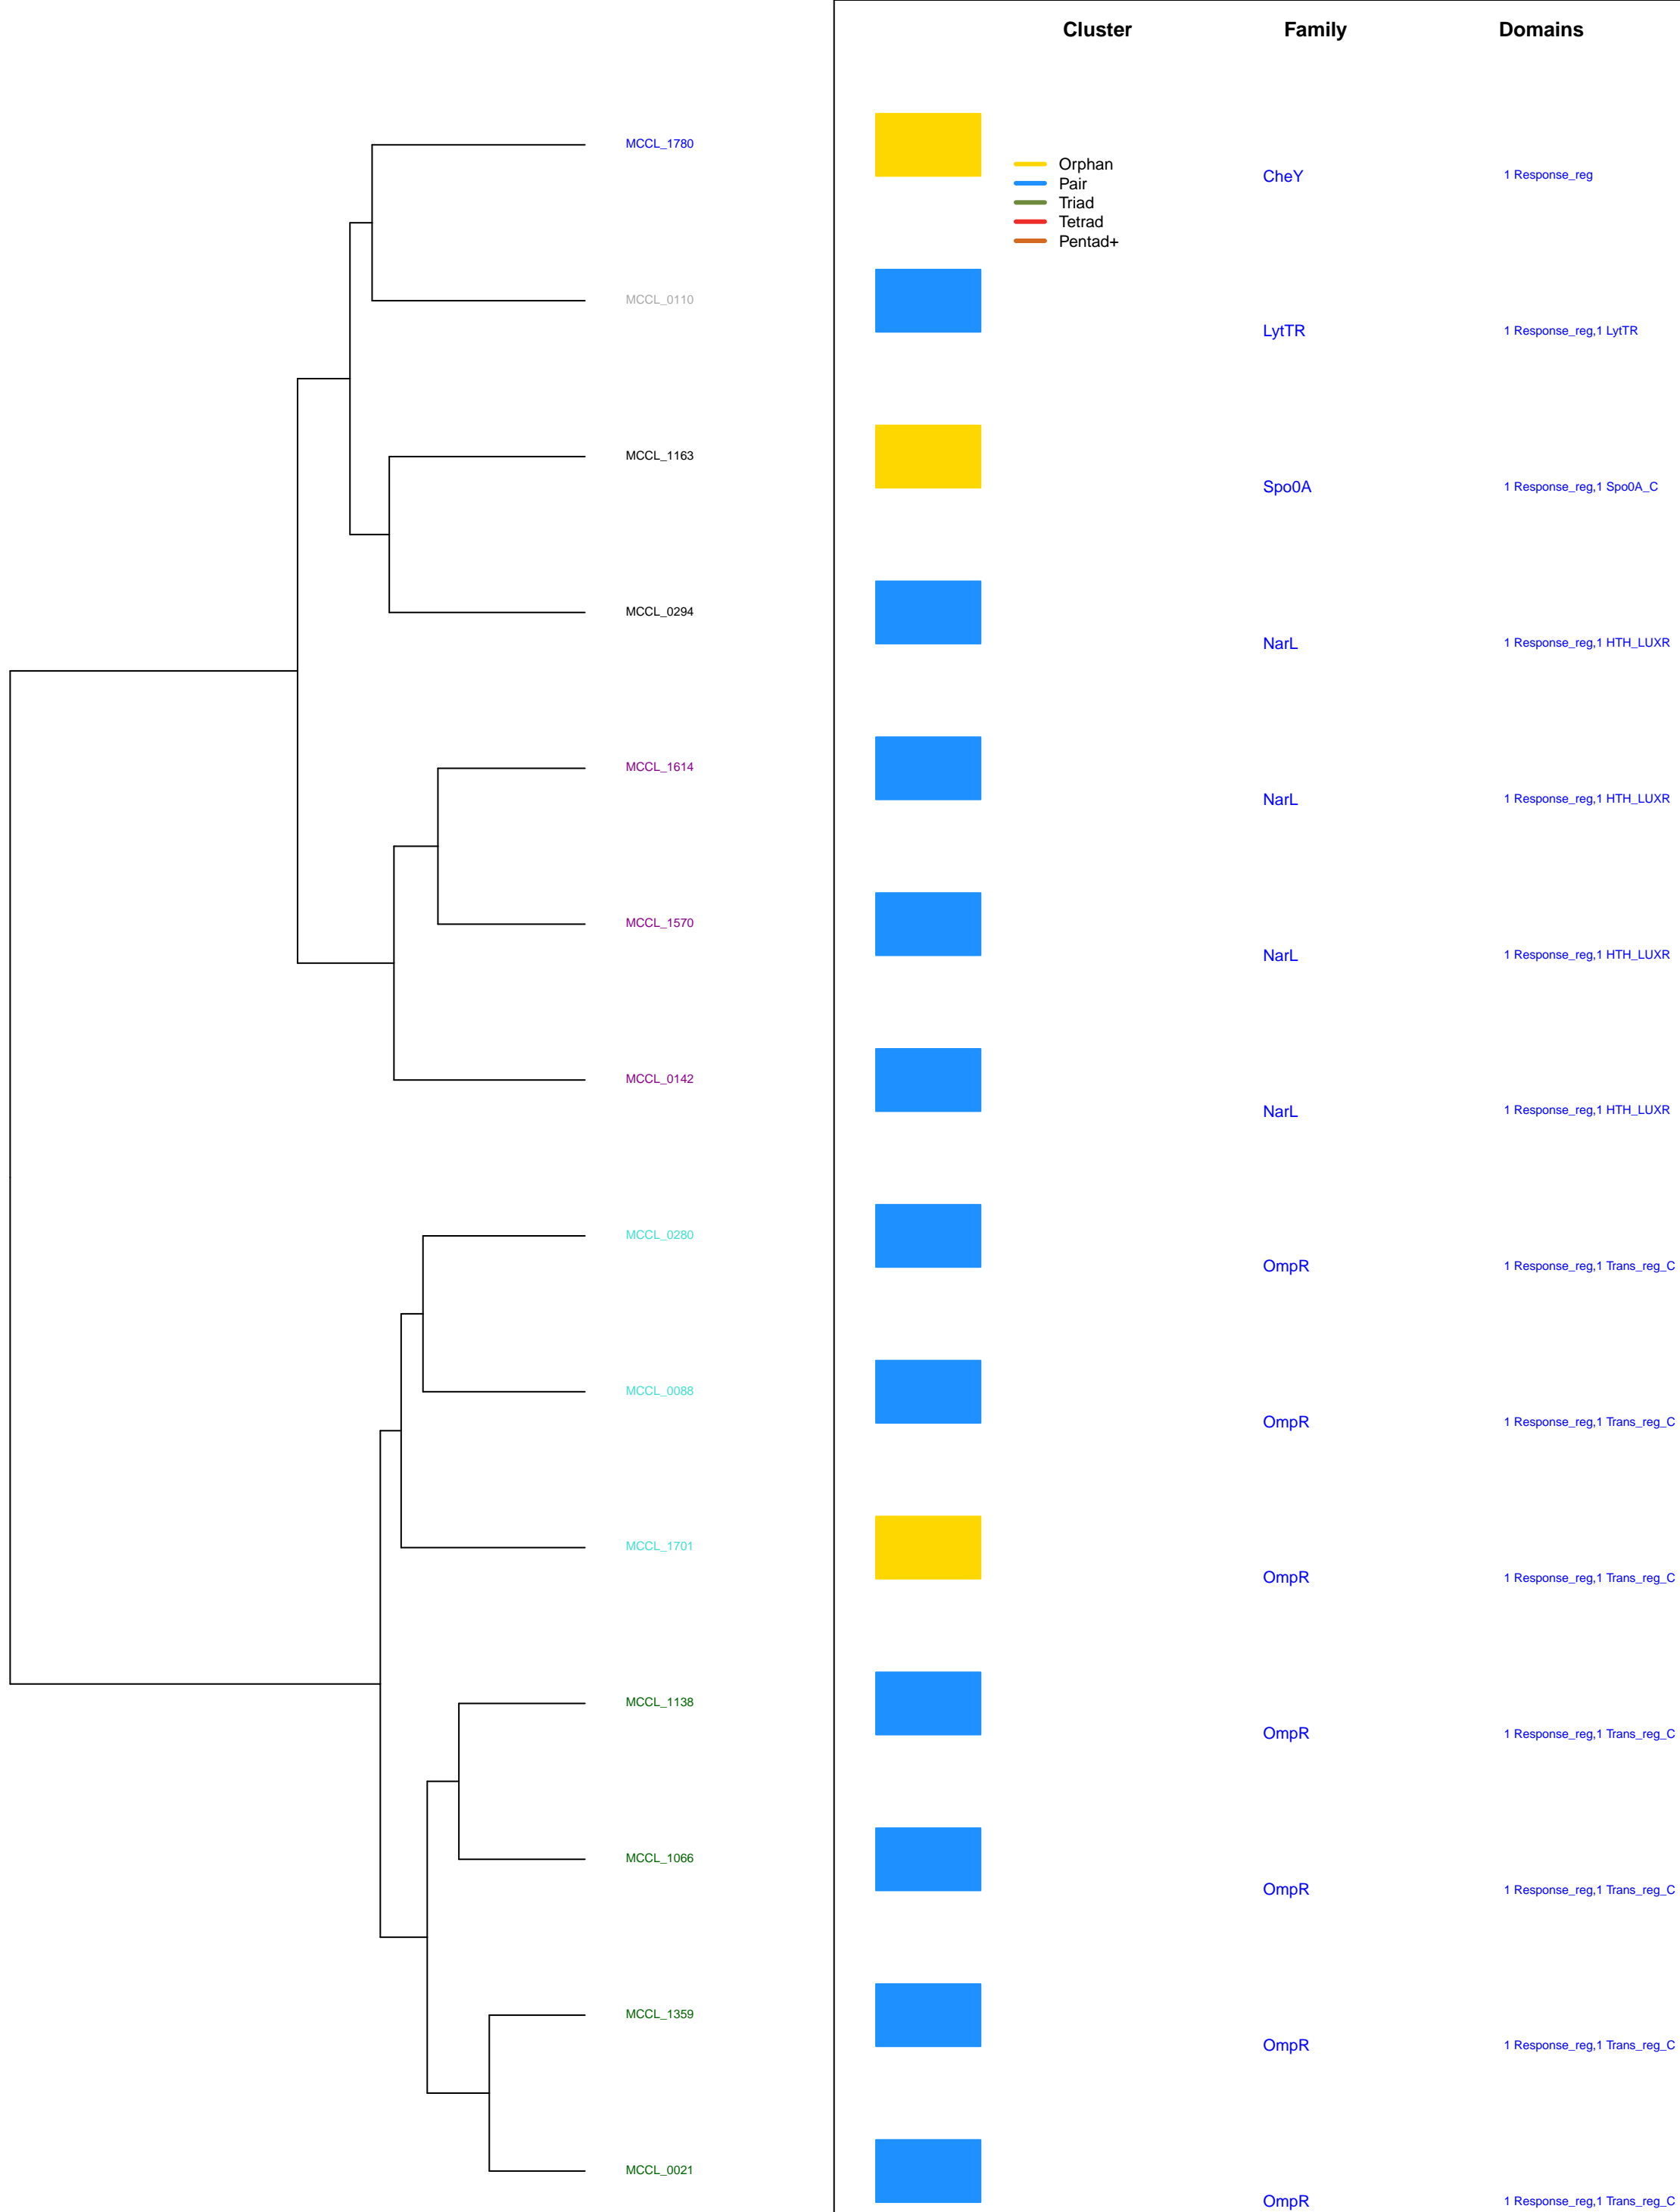 Cluster Family Domains
MCCL_1780
Orphan
Pair
Triad
Tetrad
Pentad+
CheY 1 Response_reg
MCCL_0110
LytTR 1 Response_reg,1 LytTR
MCCL_1163
Spo0A 1 Response_reg,1 Spo0A_C
MCCL_0294
NarL 1 Response_reg,1 HTH_LUXR
MCCL_1614
NarL 1 Response_reg,1 HTH_LUXR
MCCL_1570
NarL 1 Response_reg,1 HTH_LUXR
MCCL_0142
NarL 1 Response_reg,1 HTH_LUXR
MCCL_0280
OmpR 1 Response_reg,1 Trans_reg_C
MCCL_0088
OmpR 1 Response_reg,1 Trans_reg_C
MCCL_1701
OmpR 1 Response_reg,1 Trans_reg_C
MCCL_1138
OmpR 1 Response_reg,1 Trans_reg_C
MCCL_1066
OmpR 1 Response_reg,1 Trans_reg_C
MCCL_1359
OmpR 1 Response_reg,1 Trans_reg_C
MCCL_0021
OmpR 1 Response_reg,1 Trans_reg_C